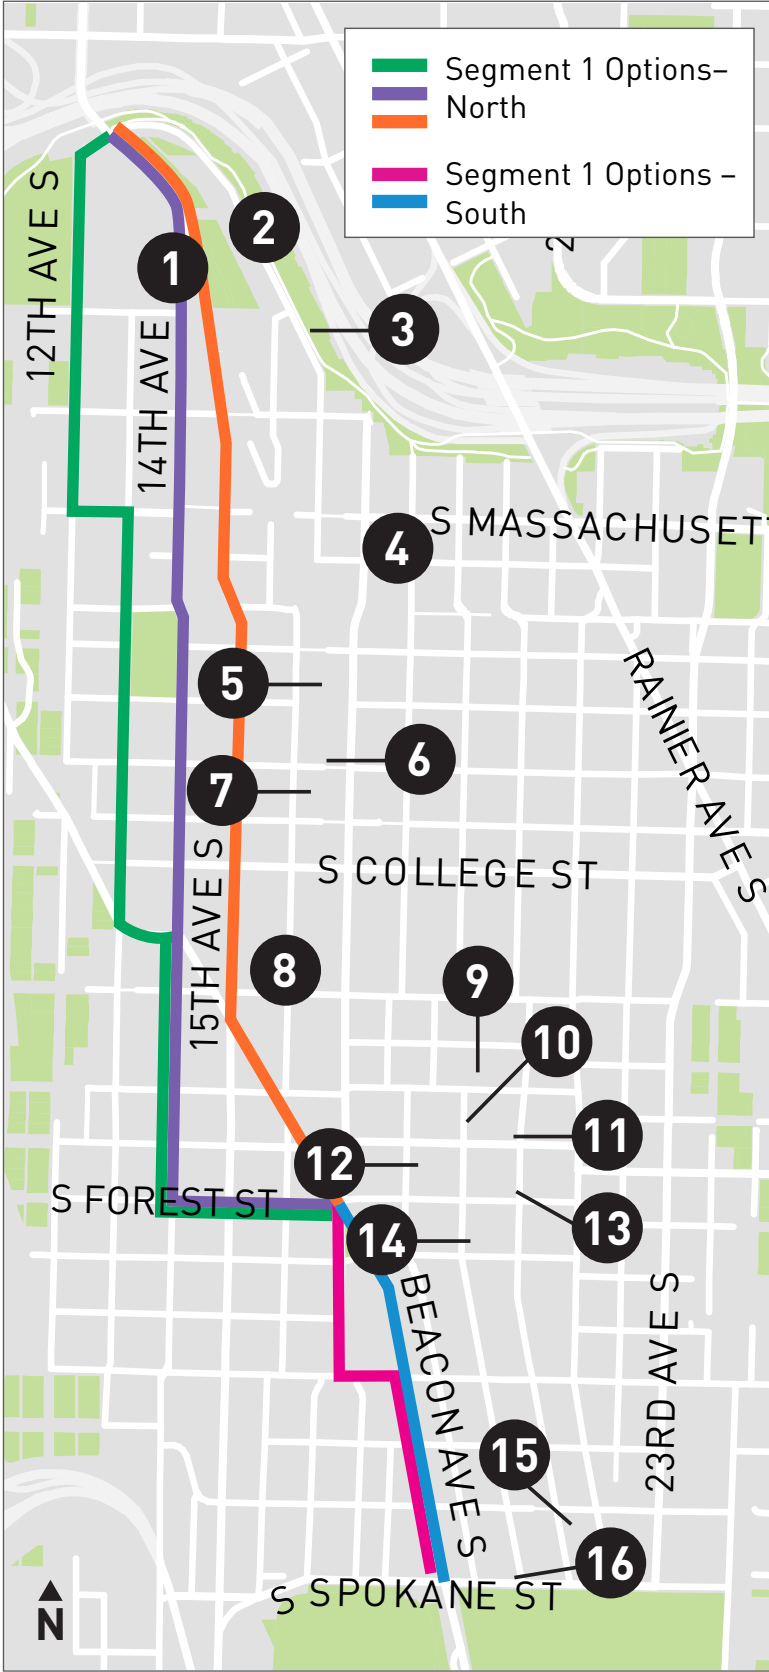 Segment 1 Options–
North
Segment 1 Options –
South
2
12TH AVE S
2
1
3
14TH AVE
S MASSACHUSET
4
RAINIER AVE S
5
6
7
S COLLEGE ST
15TH AVE S
8
9
10
11
12
S FOREST ST
13
14
BEACON AVE S
23RD AVE S
15
16
S SPOKANE ST
N